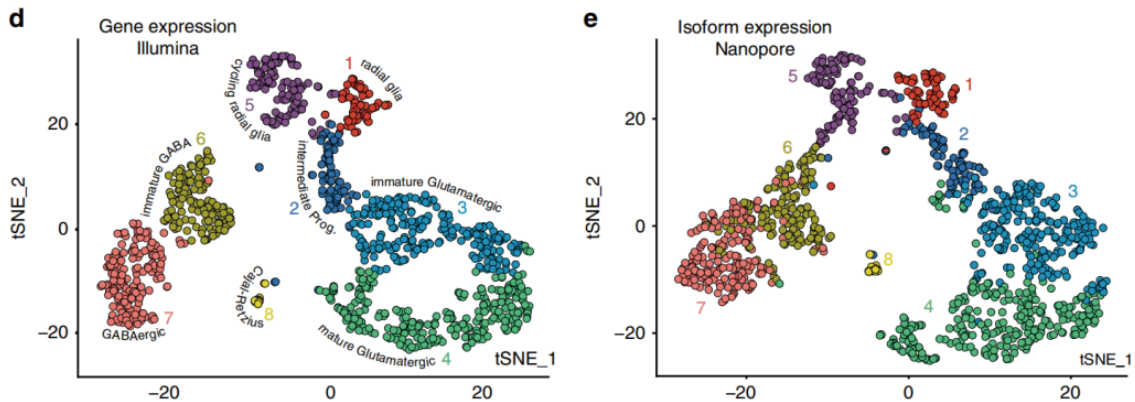 d
Gene expression
Illumina
tSNE_2
20
0
−20
−20
0
20
tSNE_1
cycling radial glia
5
1
radial glia
immature GABA
6
intermediate Prog.
2
immature Glutamatergic
3
Cajal-Retzius
8
7
GABAergic
mature Glutamatergic 4
e
Isoform expression
Nanopore
tSNE_2
20
0
−20
−20
0
20
tSNE_1
5
1
2
6
3
8
7
4